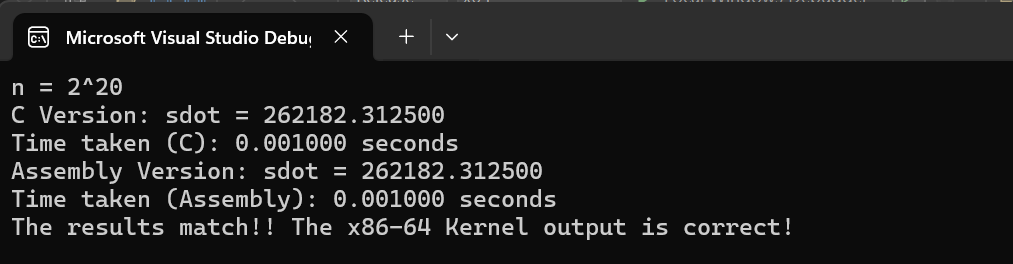 Microsoft Visual Studio Debu
n = 2^20
C Version: sdot = 262182.312500
Time taken (C): 0.001000 seconds
Assembly Version: sdot = 262182.312500
Time taken (Assembly): 0.001000 seconds
The results match!! The x86-64 Kernel output is correct!